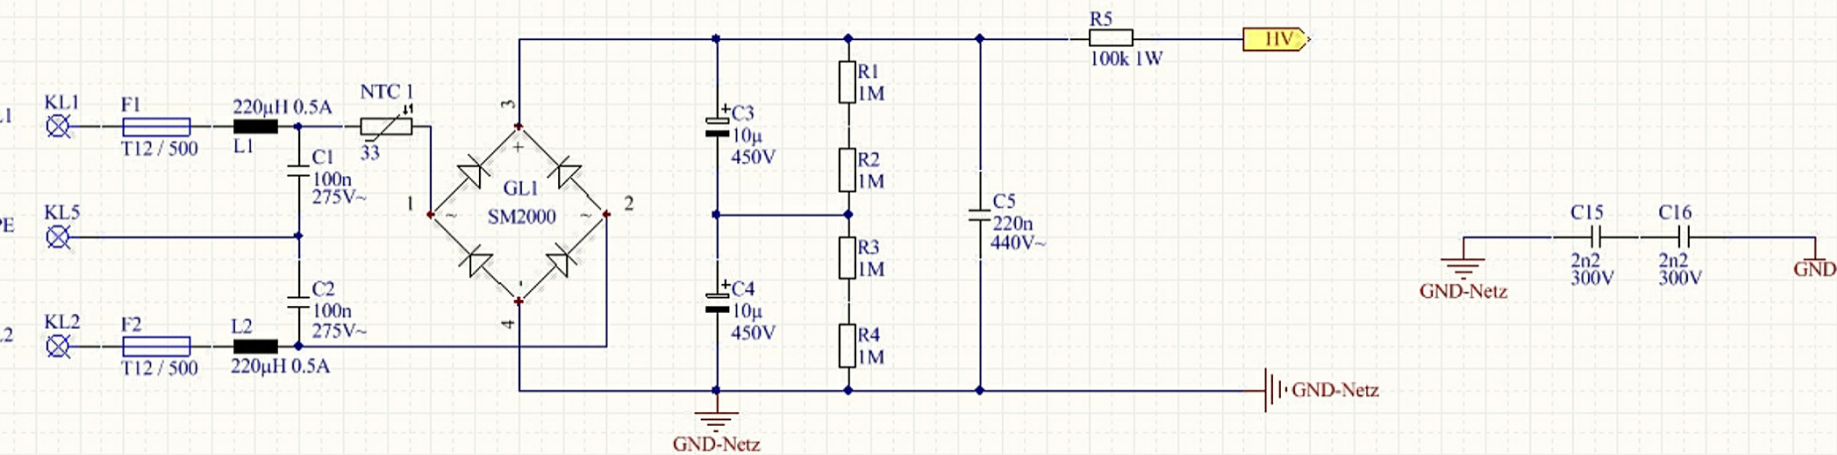 R5
HV
100k 1W
R1
1M
220µH 0.5A
NTC 1
KL1
F1
3
L1
T12 / 500
L1
33
C1
100n
275V~
+
C3
10µ
450V
+
R2
1M
GL1
SM2000
1
~
~
2
PE
KL5
C5
220n
440V~
R3
1M
C15
2n2
300V
C16
2n2
300V
GND
GND-Netz
C2
100n
275V~
-
4
+
C4
10µ
450V
R4
1M
L2
KL2
F2
T12 / 500
L2
220µH 0.5A
GND-Netz
GND-Netz